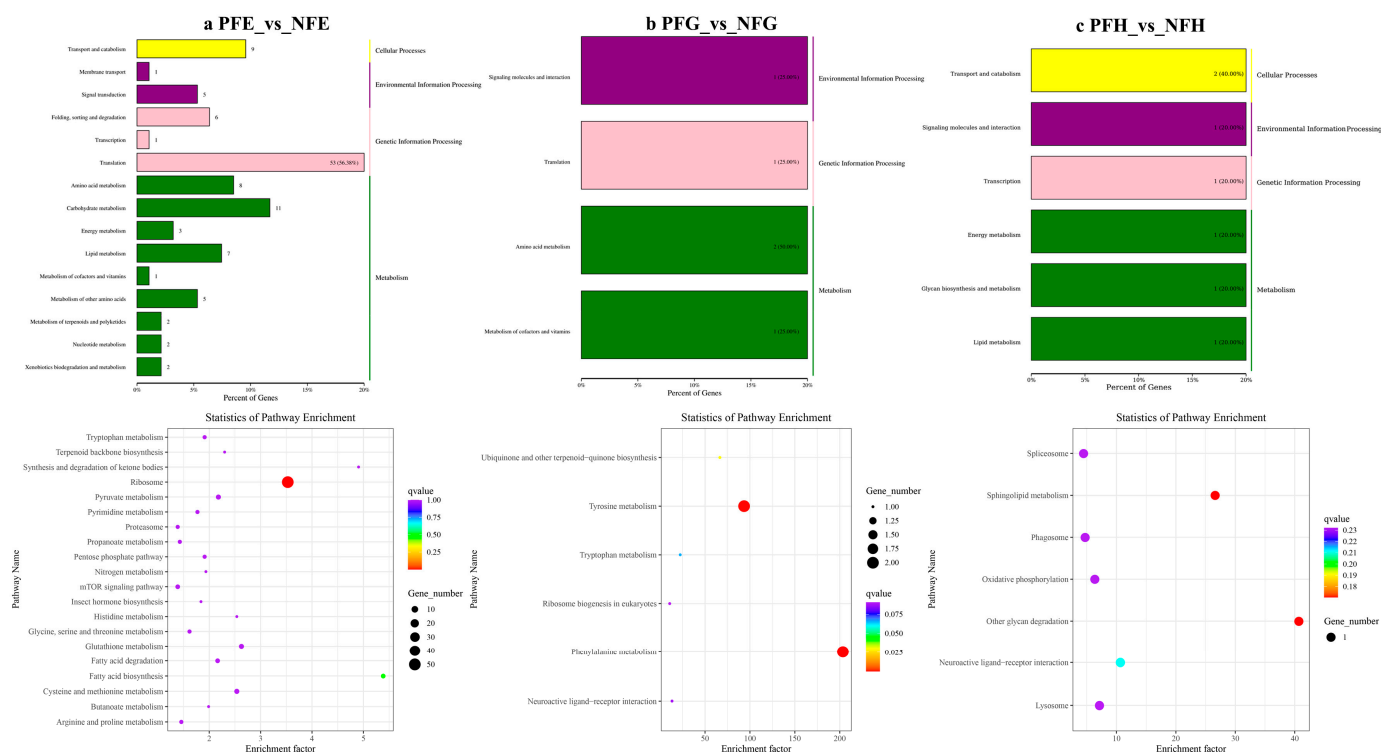 a PFE_vs_NFE
Transport and catabolism
9
Cellular Processes
Membrane transport
1
Signal transduction
5
Environmental Information Processing
Folding, sorting and degradation
6
Transcription
1
Genetic Information Processing
Translation
53 (56.38%)
Amino acid metabolism
8
Carbohydrate metabolism
11
Energy metabolism
3
Lipid metabolism
7
Metabolism of cofactors and vitamins
1
Metabolism
Metabolism of other amino acids
5
Metabolism of terpenoids and polyketides
2
Nucleotide metabolism
2
Xenobiotics biodegradation and metabolism
2
0% 5% 10% 15% 20%
Percent of Genes
b PFG_vs_NFG
Signaling molecules and interaction
1 (25.00%)
Environmental Information Processing
Translation
1 (25.00%)
Genetic Information Processing
Amino acid metabolism
2 (50.00%)
Metabolism
Metabolism of cofactors and vitamins
1 (25.00%)
0% 5% 10% 15% 20%
Percent of Genes
c PFH_vs_NFH
Transport and catabolism
2 (40.00%)
Cellular Processes
Signaling molecules and interaction
1 (20.00%)
Environmental Information Processing
Transcription
1 (20.00%)
Genetic Information Processing
Energy metabolism
1 (20.00%)
Glycan biosynthesis and metabolism
1 (20.00%)
Metabolism
Lipid metabolism
1 (20.00%)
0% 5% 10% 15% 20%
Percent of Genes
Statistics of Pathway Enrichment
Pathway Name
Tryptophan metabolism
Terpenoid backbone biosynthesis
Synthesis and degradation of ketone bodies
Ribosome
Pyruvate metabolism
Pyrimidine metabolism
Proteasome
Propanoate metabolism
Pentose phosphate pathway
Nitrogen metabolism
mTOR signaling pathway
Insect hormone biosynthesis
Histidine metabolism
Glycine, serine and threonine metabolism
Glutathione metabolism
Fatty acid degradation
Fatty acid biosynthesis
Cysteine and methionine metabolism
Butanoate metabolism
Arginine and proline metabolism
2 3 4 5
Enrichment factor
qvalue
1.00
0.75
0.50
0.25
Gene_number
10
20
30
40
50
Statistics of Pathway Enrichment
Pathway Name
Ubiquinone and other terpenoid−quinone biosynthesis
Tyrosine metabolism
Tryptophan metabolism
Ribosome biogenesis in eukaryotes
Phenylalanine metabolism
Neuroactive ligand−receptor interaction
50 100 150 200
Enrichment factor
Gene_number
1.00
1.25
1.50
1.75
2.00
qvalue
0.075
0.050
0.025
Statistics of Pathway Enrichment
Pathway Name
Spliceosome
Sphingolipid metabolism
Phagosome
Oxidative phosphorylation
Other glycan degradation
Neuroactive ligand−receptor interaction
Lysosome
10 20 30 40
Enrichment factor
qvalue
0.23
0.22
0.21
0.20
0.19
0.18
Gene_number
1